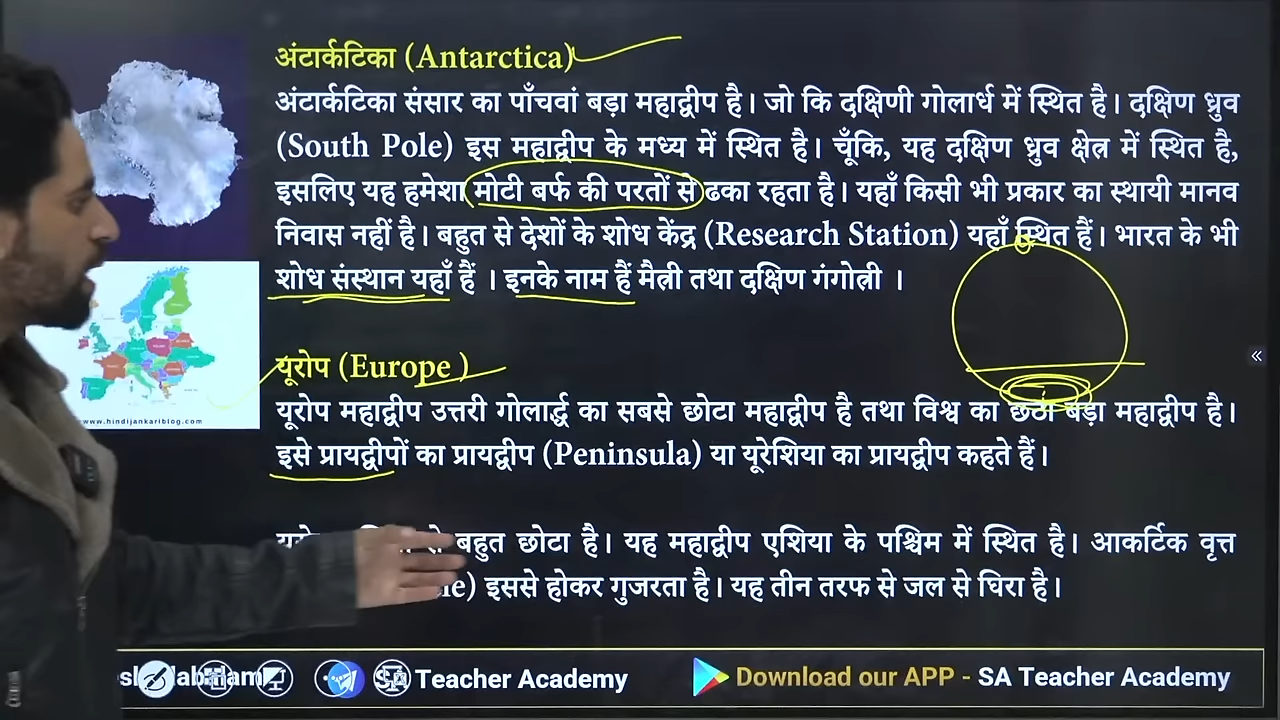 अंटार्कटिका (Antarctica)
अंटार्कटिका संसार का पाँचवां बड़ा महाद्वीप है। जो कि दक्षिणी गोलार्ध में स्थित है। दक्षिण ध्रुव
(South Pole) इस महाद्वीप के मध्य में स्थित है। चूँकि, यह दक्षिण ध्रुव क्षेत्र में स्थित है,
इसलिए यह हमेशा मोटी बर्फ की परतों से ढका रहता है। यहाँ किसी भी प्रकार का स्थायी मानव
निवास नहीं है। बहुत से देशों के शोध केंद्र (Research Station) यहाँ स्थित हैं। भारत के भी
शोध संस्थान यहाँ हैं । इनके नाम हैं मैत्री तथा दक्षिण गंगोत्री ।
www.hindijankariblog.com
यूरोप (Europe )
यूरोप महाद्वीप उत्तरी गोलार्द्ध का सबसे छोटा महाद्वीप है तथा विश्व का छठा बड़ा महाद्वीप है।
इसे प्रायद्वीपों का प्रायद्वीप (Peninsula) या यूरेशिया का प्रायद्वीप कहते हैं।
बहुत छोटा है। यह महाद्वीप एशिया के पश्चिम में स्थित है। आकर्टिक वृत्त
इससे होकर गुजरता है। यह तीन तरफ से जल से घिरा है।
Teacher Academy
Download our APP - SA Teacher Academy